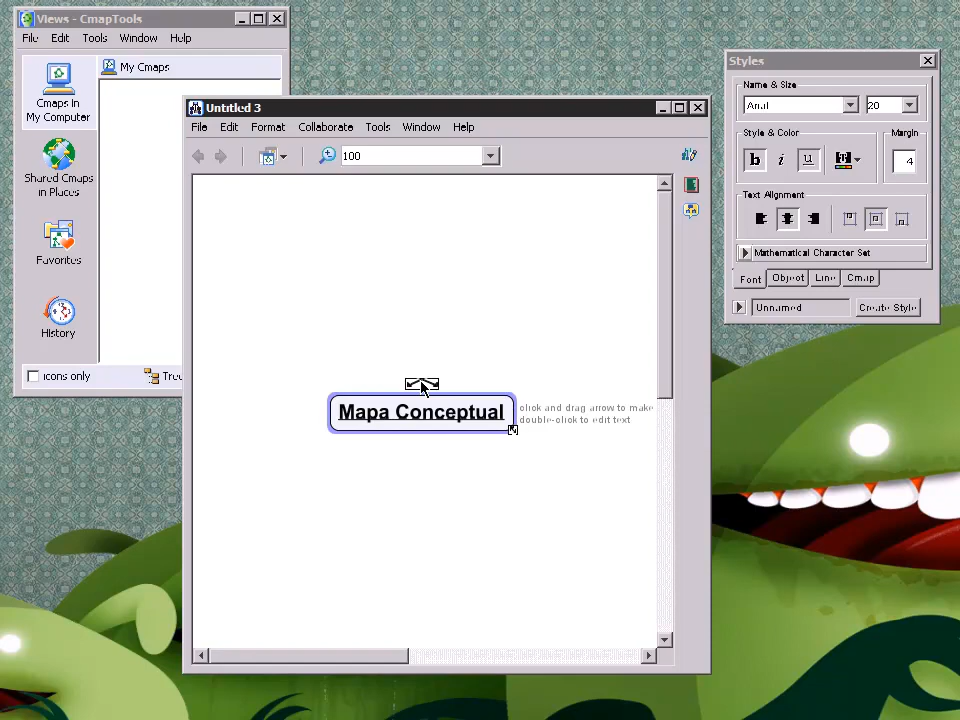 Views - CmapTools
File Edit Tools Window Help
Cmaps in
My Computer
My Cmaps
Shared Cmaps
in Places
Favorites
History
icons only
Tree
Untitled 3
File Edit Format Collaborate Tools Window Help
100
Mapa Conceptual
click and drag arrow to make
double-click to edit text
Styles
Name & Size
Arial 20
Style & Color Margin
b i u T 4
Text Alignment
Mathematical Character Set
Font Object Line Cmap
Unnamed Create Style